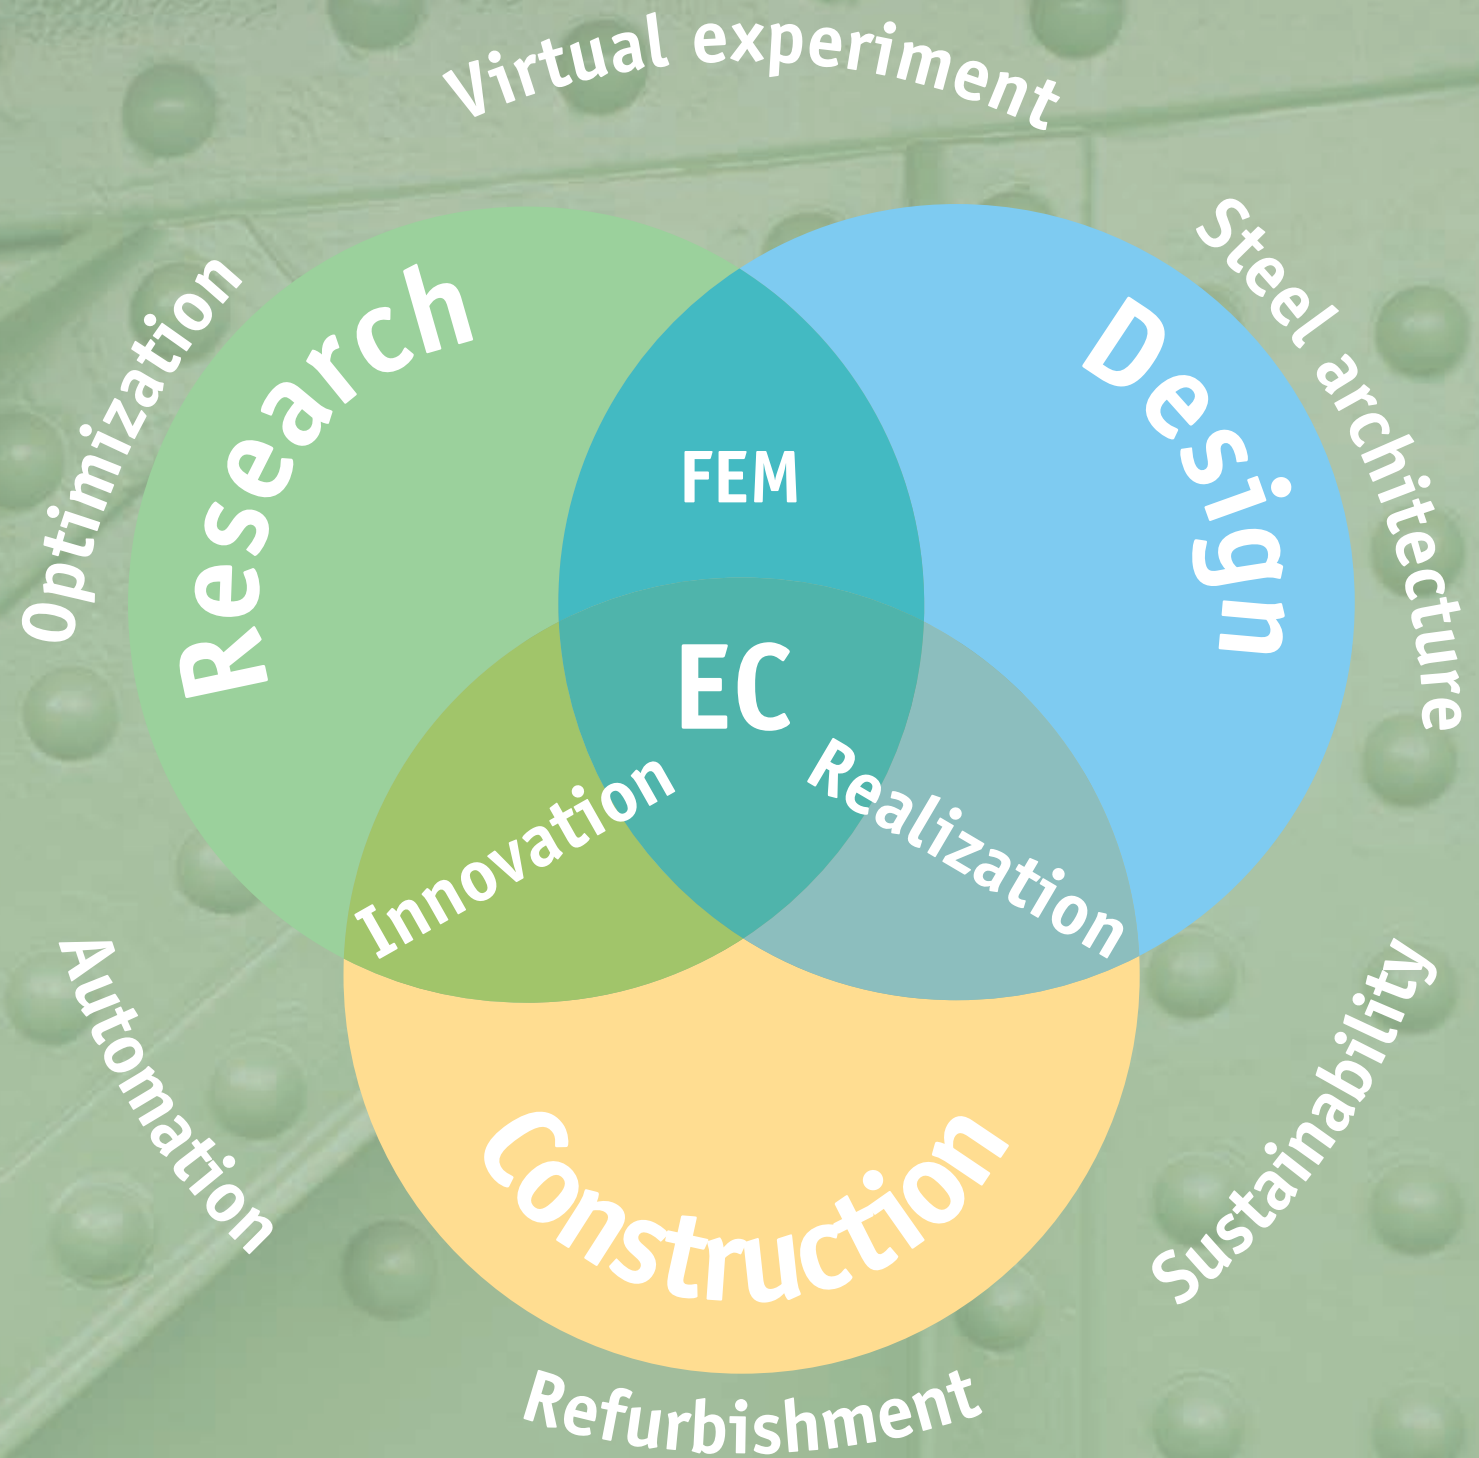 Virtual experiment
Steel architecture
Optimization
Research
Design
FEM
EC
Innovation
Realization
Automation
Sustainability
Construction
Refurbishment